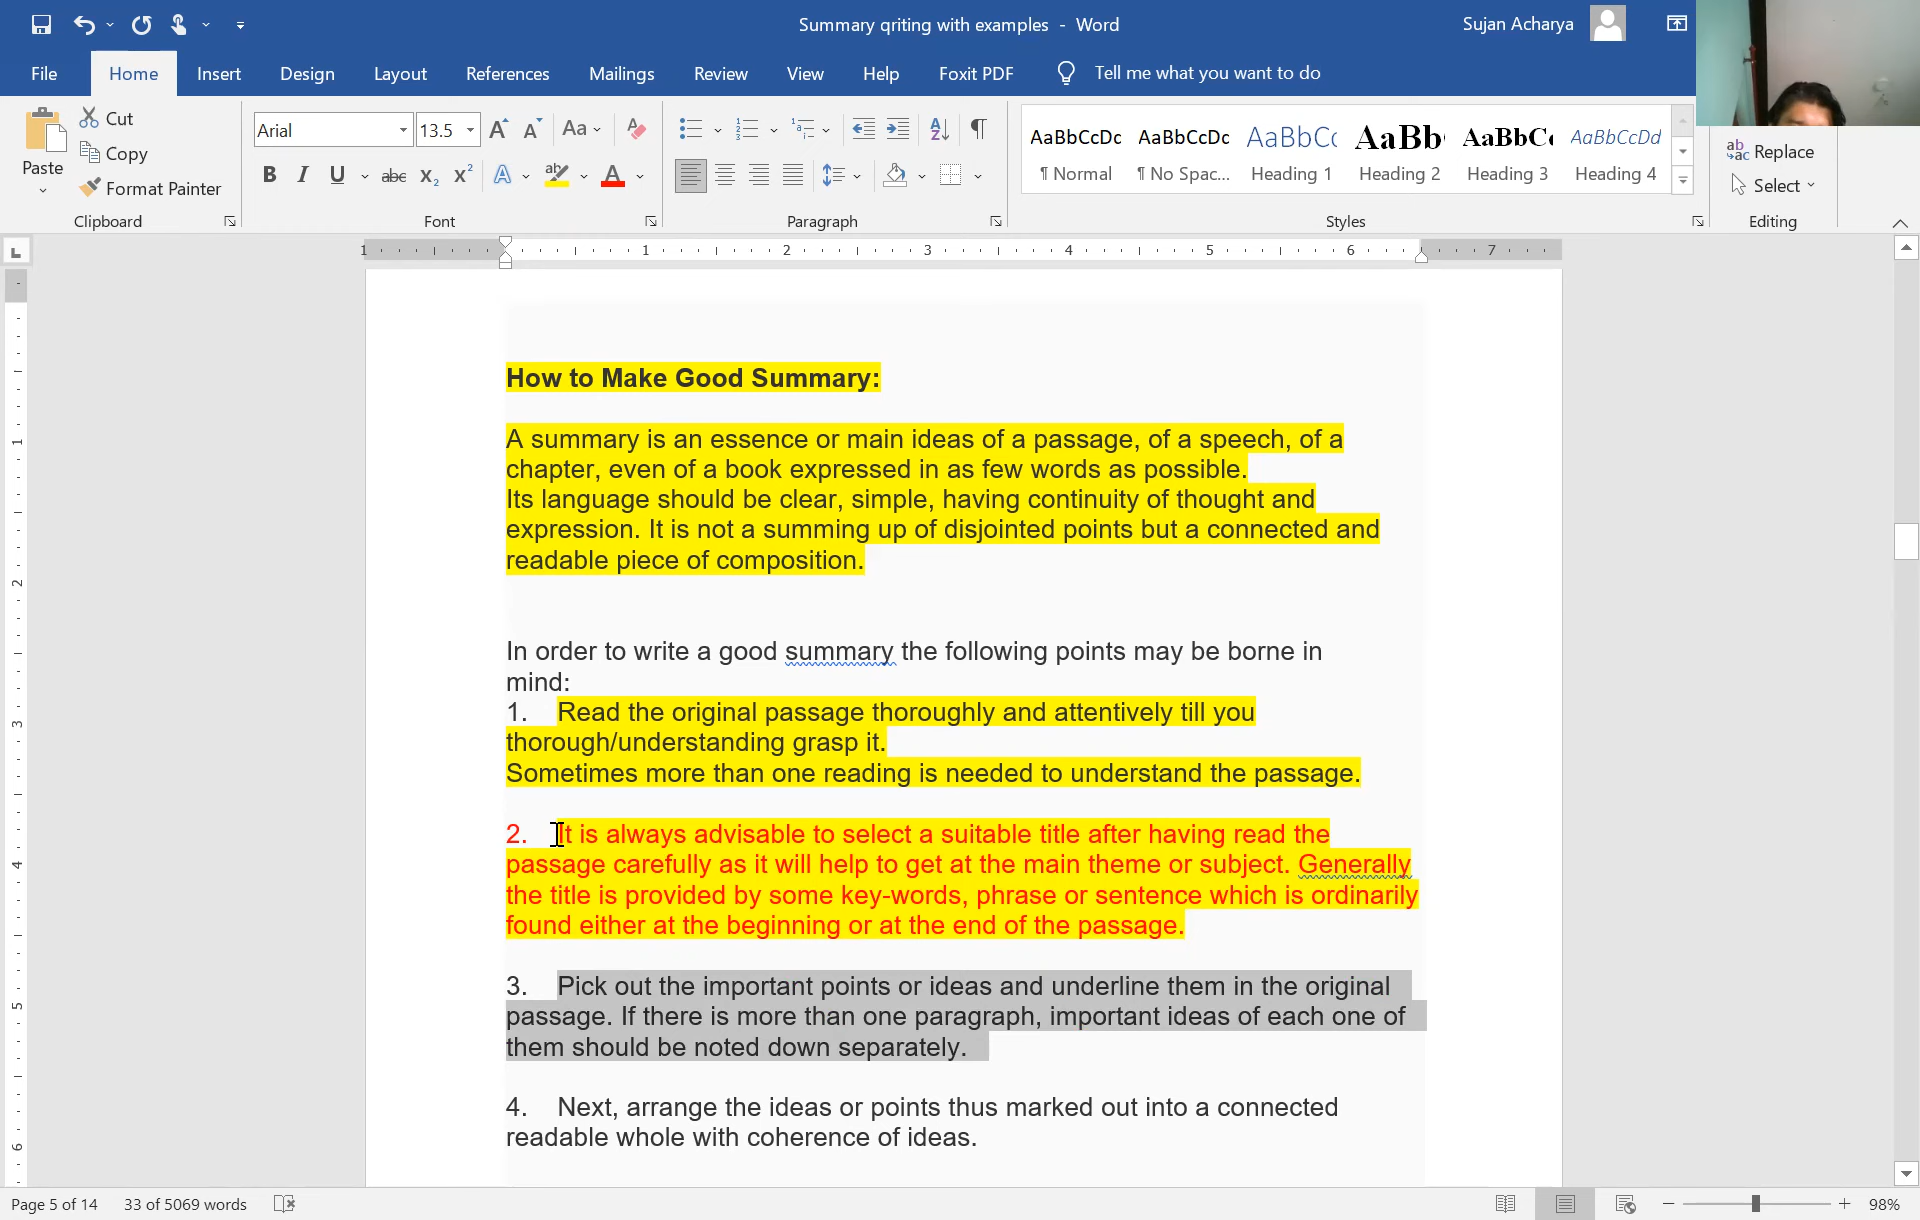 Summary qriting with examples - Word
Sujan Acharya
File Home Insert Design Layout References Mailings Review View Help Foxit PDF Tell me what you want to do
Paste
Cut
Copy
Format Painter
Clipboard
Arial 13.5
Font
Paragraph
AaBbCcDc AaBbCcDc AaBbCc AaBb AaBbCc AaBbCcDd
¶ Normal ¶ No Spac... Heading 1 Heading 2 Heading 3 Heading 4
Styles
Replace
Select
Editing
1 1 2 3 4 5 6 7
How to Make Good Summary:
A summary is an essence or main ideas of a passage, of a speech, of a
chapter, even of a book expressed in as few words as possible.
Its language should be clear, simple, having continuity of thought and
expression. It is not a summing up of disjointed points but a connected and
readable piece of composition.
In order to write a good summary the following points may be borne in
mind:
1. Read the original passage thoroughly and attentively till you
thorough/understanding grasp it.
Sometimes more than one reading is needed to understand the passage.
2. It is always advisable to select a suitable title after having read the
passage carefully as it will help to get at the main theme or subject. Generally
the title is provided by some key-words, phrase or sentence which is ordinarily
found either at the beginning or at the end of the passage.
3. Pick out the important points or ideas and underline them in the original
passage. If there is more than one paragraph, important ideas of each one of
them should be noted down separately.
4. Next, arrange the ideas or points thus marked out into a connected
readable whole with coherence of ideas.
Page 5 of 14 33 of 5069 words 98%